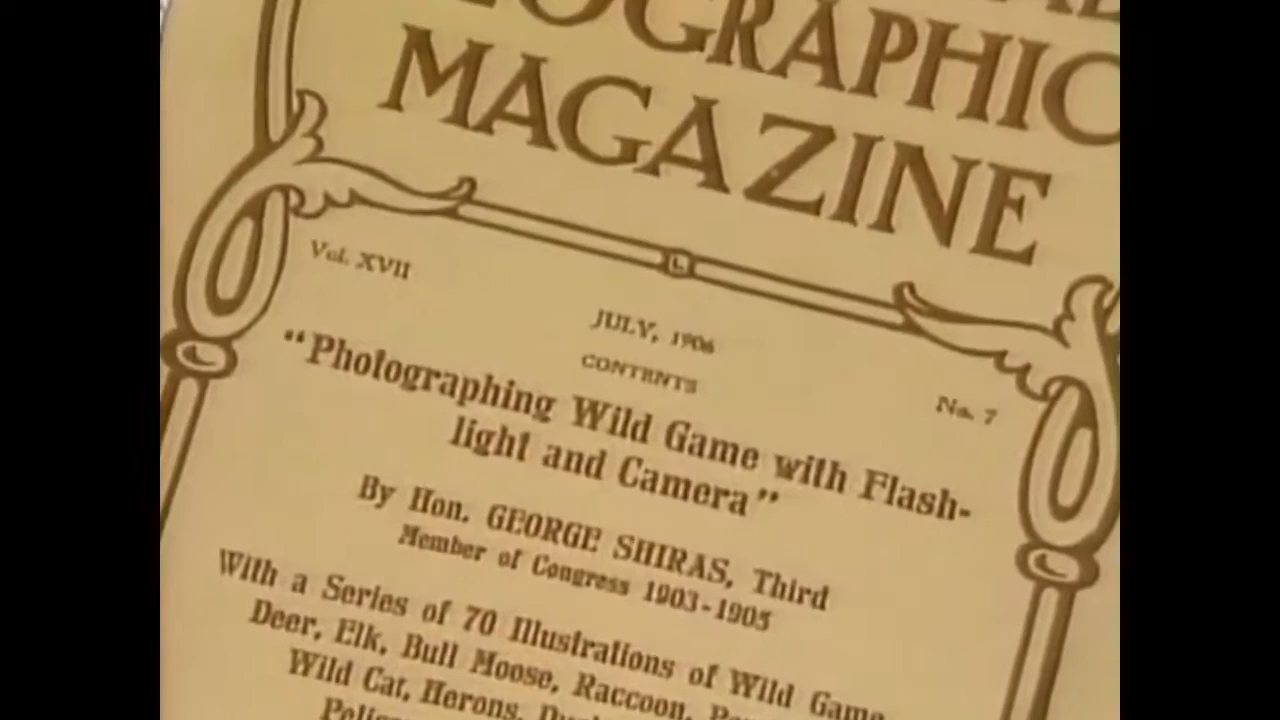 OGRAPHIC
MAGAZINE
Vol. XVII
JULY, 1906
CONTENTS
No. 7
"Photographing Wild Game with Flash-
light and Camera"
By Hon. GEORGE SHIRAS, Third
Member of Congress 1903-1905
With a Series of 70 Illustrations of Wild Game
Deer, Elk, Bull Moose, Raccoon,
Wild Cat, Herons,